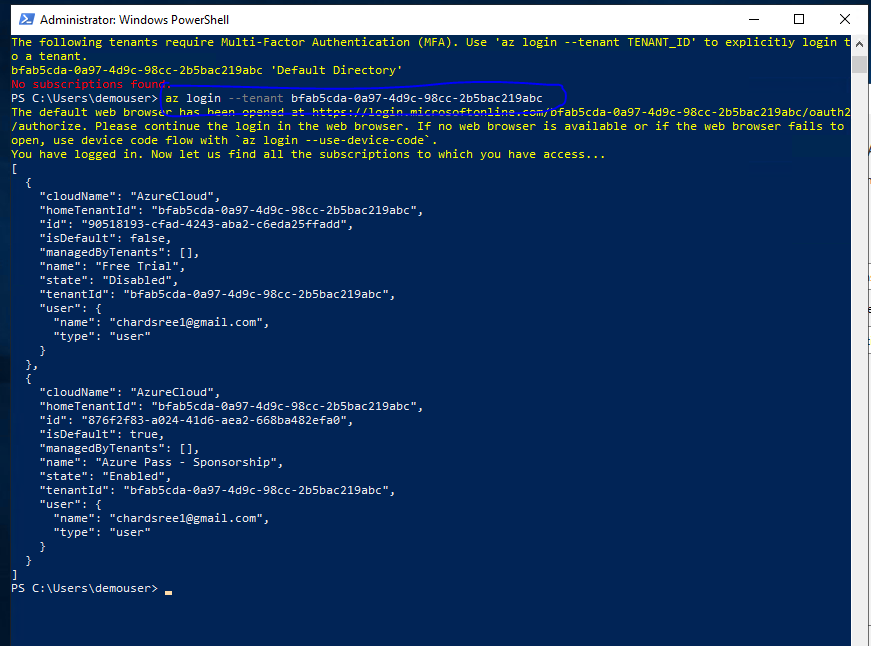 Administrator: Windows PowerShell
The following tenants require Multi-Factor Authentication (MFA). Use 'az login --tenant TENANT_ID' to explicitly login t
o a tenant.
bfab5cda-0a97-4d9c-98cc-2b5bac219abc 'Default Directory'
No subscriptions found.
PS C:\Users\demouser> az login --tenant bfab5cda-0a97-4d9c-98cc-2b5bac219abc
The default web browser has been opened at https://login.microsoftonline.com/bfab5cda-0a97-4d9c-98cc-2b5bac219abc/oauth2
/authorize. Please continue the login in the web browser. If no web browser is available or if the web browser fails to
open, use device code flow with `az login --use-device-code`.
You have logged in. Now let us find all the subscriptions to which you have access...
[
  {
    "cloudName": "AzureCloud",
    "homeTenantId": "bfab5cda-0a97-4d9c-98cc-2b5bac219abc",
    "id": "90518193-cfad-4243-aba2-c6eda25ffadd",
    "isDefault": false,
    "managedByTenants": [],
    "name": "Free Trial",
    "state": "Disabled",
    "tenantId": "bfab5cda-0a97-4d9c-98cc-2b5bac219abc",
    "user": {
      "name": "chardsree1@gmail.com",
      "type": "user"
    }
  },
  {
    "cloudName": "AzureCloud",
    "homeTenantId": "bfab5cda-0a97-4d9c-98cc-2b5bac219abc",
    "id": "876f2f83-a024-41d6-aea2-668ba482efa0",
    "isDefault": true,
    "managedByTenants": [],
    "name": "Azure Pass - Sponsorship",
    "state": "Enabled",
    "tenantId": "bfab5cda-0a97-4d9c-98cc-2b5bac219abc",
    "user": {
      "name": "chardsree1@gmail.com",
      "type": "user"
    }
  }
]
PS C:\Users\demouser>